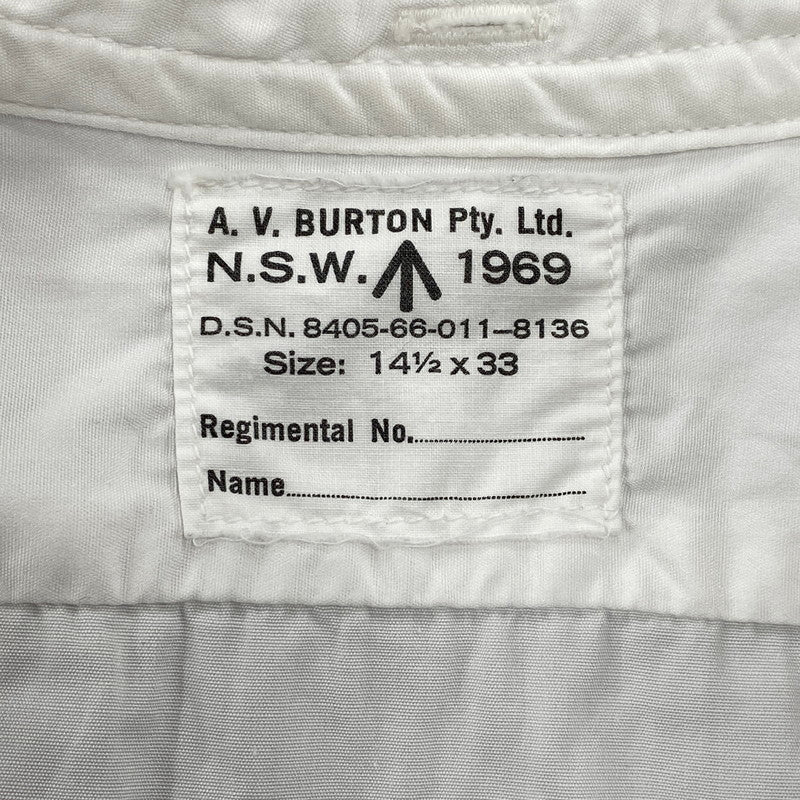 A. V. BURTON Pty. Ltd.
N.S.W. 1969
D.S.N. 8405-66-011-8136
Size: 14½ x 33
Regimental No.
Name